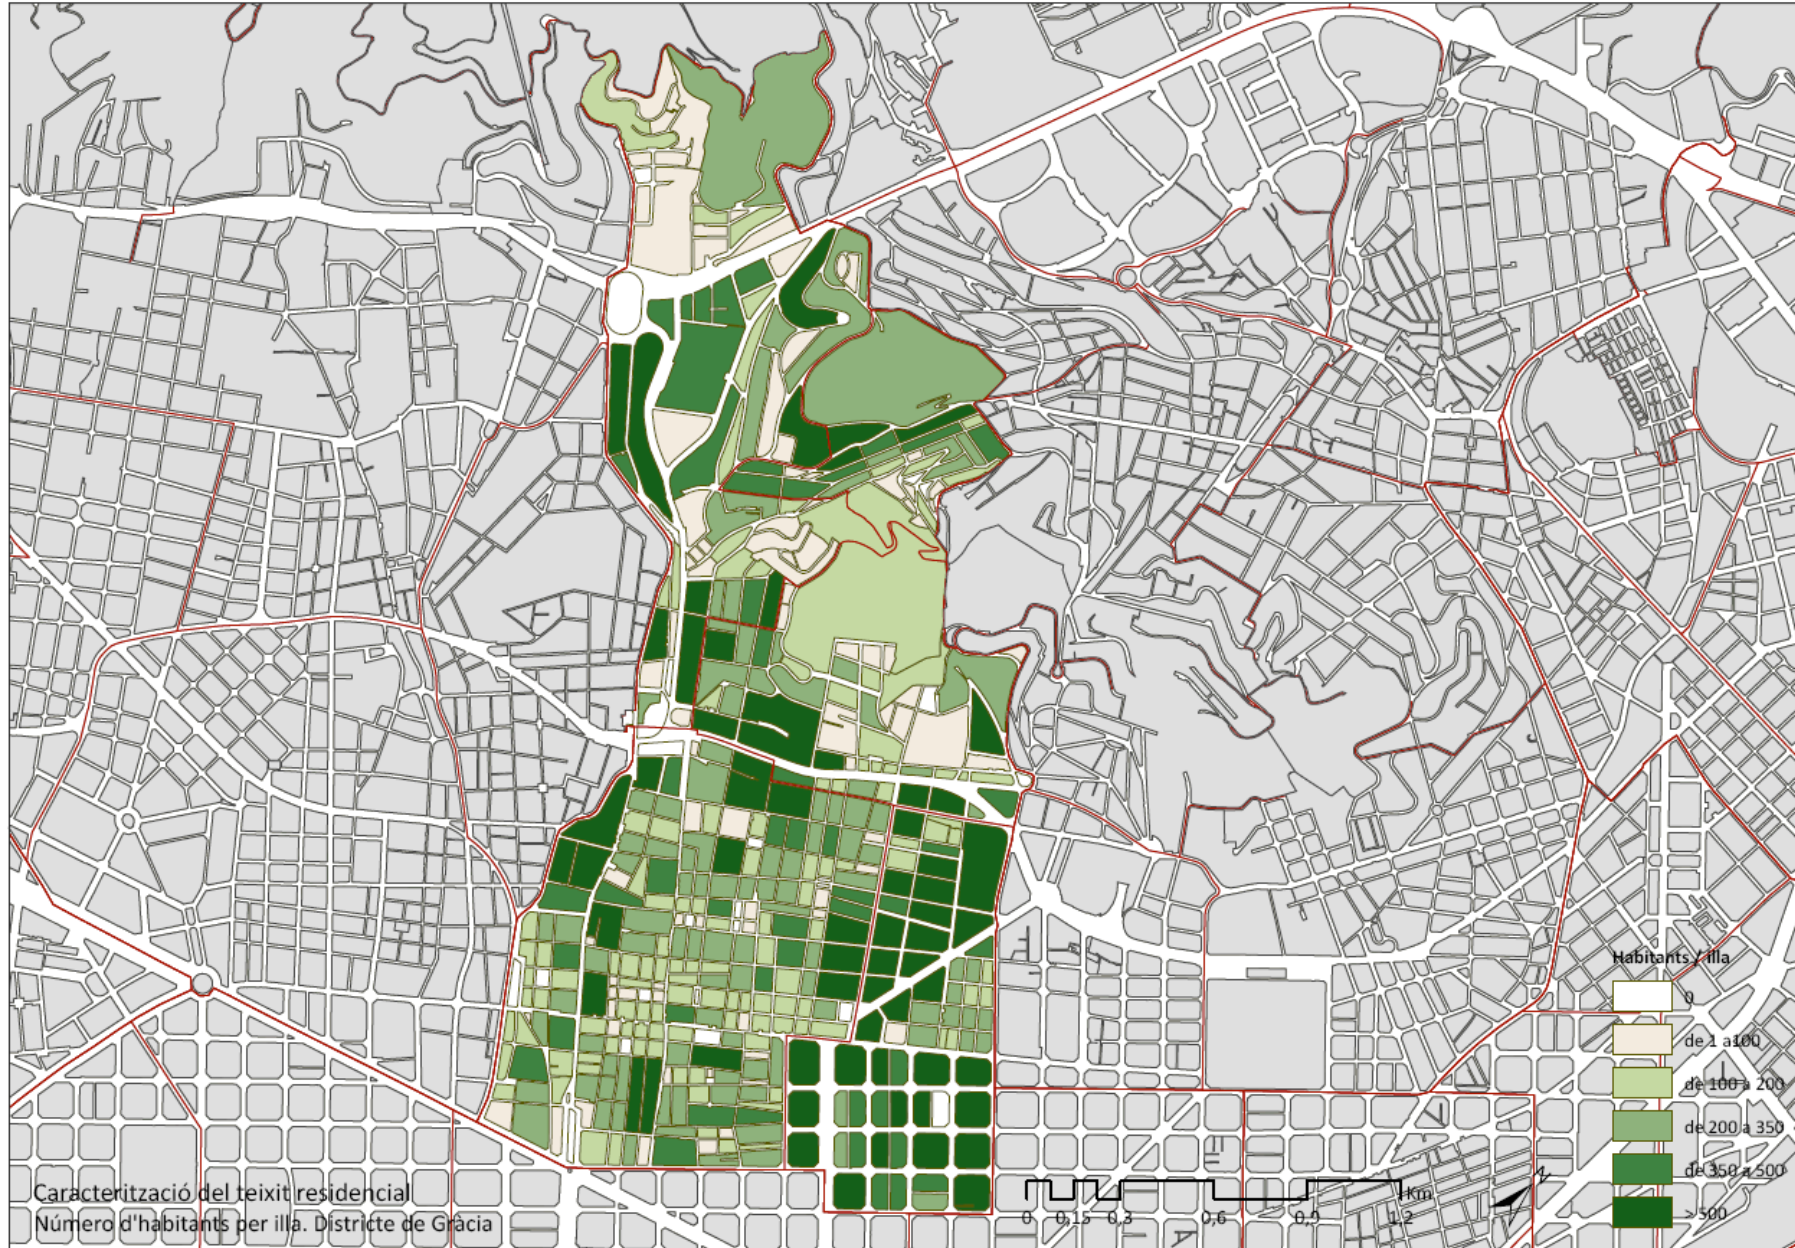 Habitants / illa
0
de 1 a100
de 100 a 200
de 200 a 350
de 350 a 500
> 500
N
Km
0 0,15 0,3 0,6 0,9 1,2
Caracterització del teixit residencial
Número d'habitants per illa. Districte de Gràcia